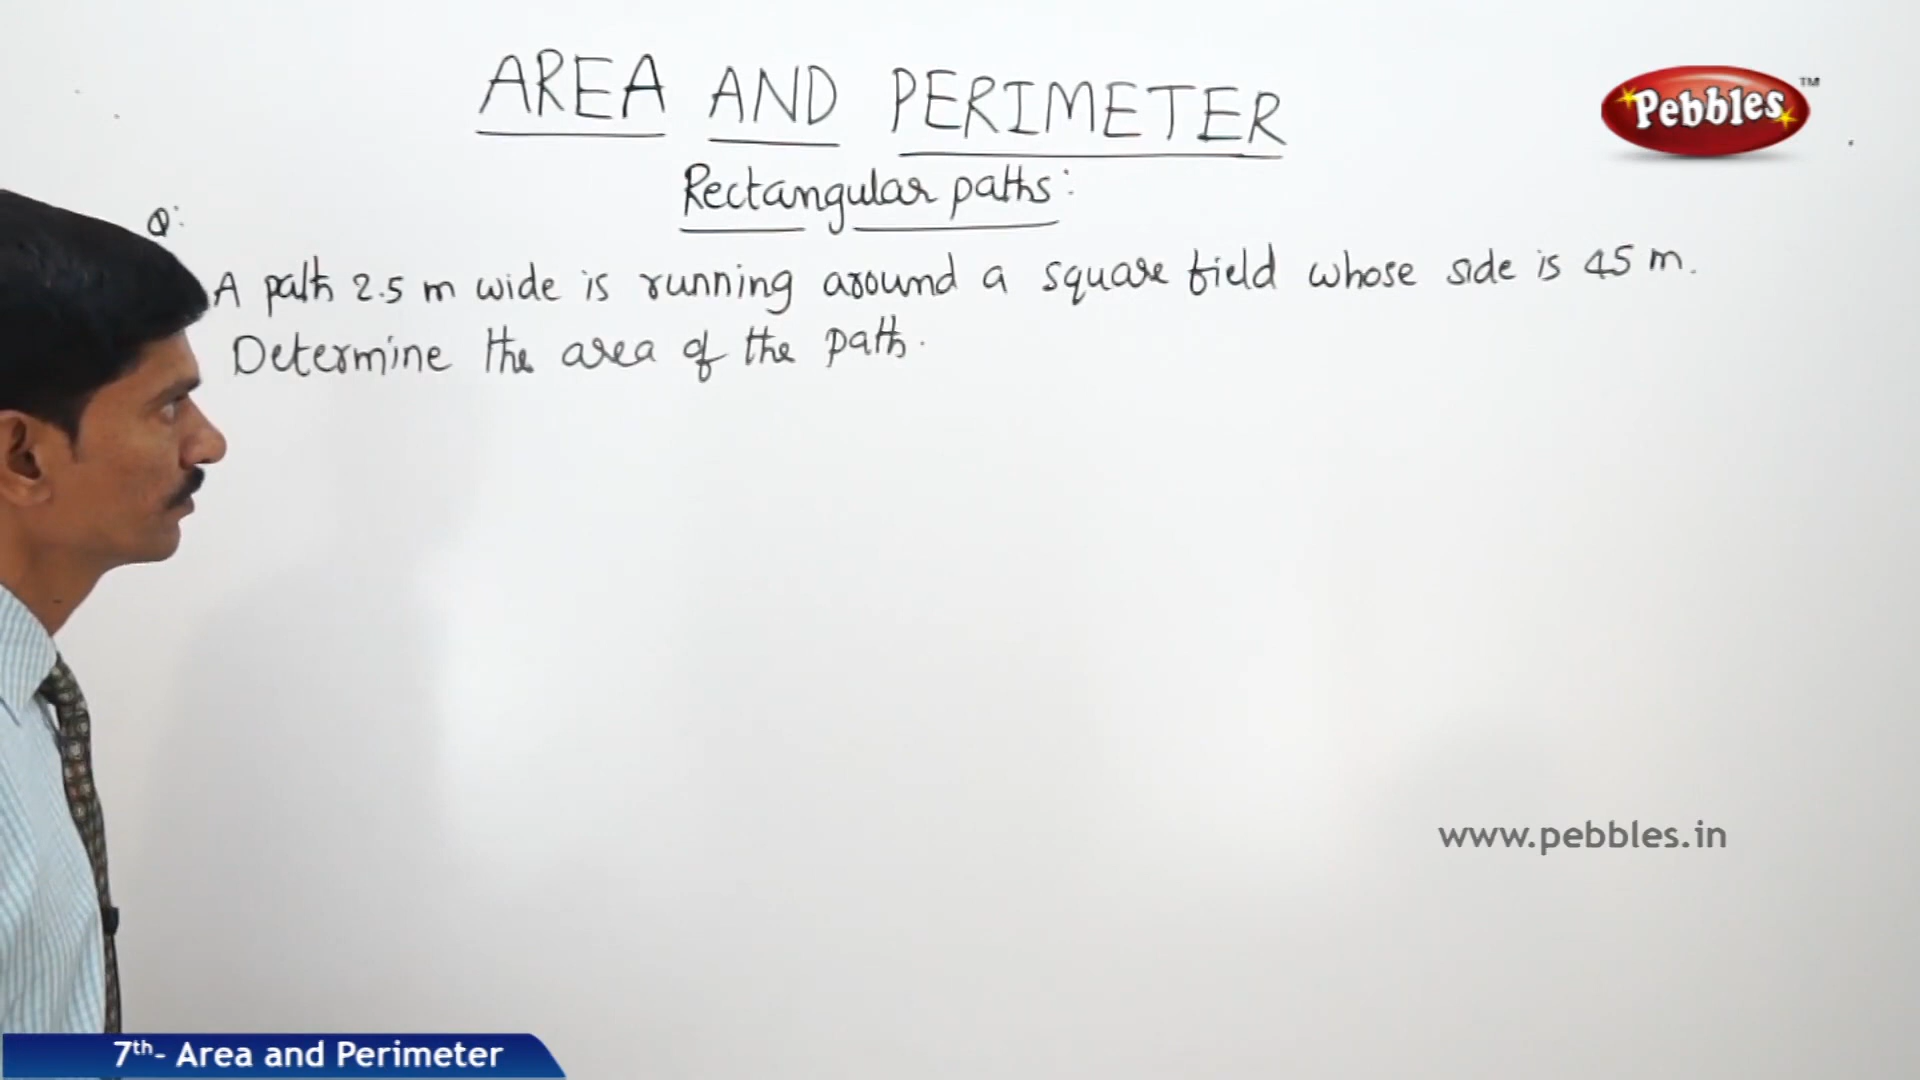 AREA AND PERIMETER
Pebbles™
Rectangular paths:
Q:
A path 2.5 m wide is running around a square field whose side is 45 m.
Determine the area of the path.
www.pebbles.in
7th- Area and Perimeter